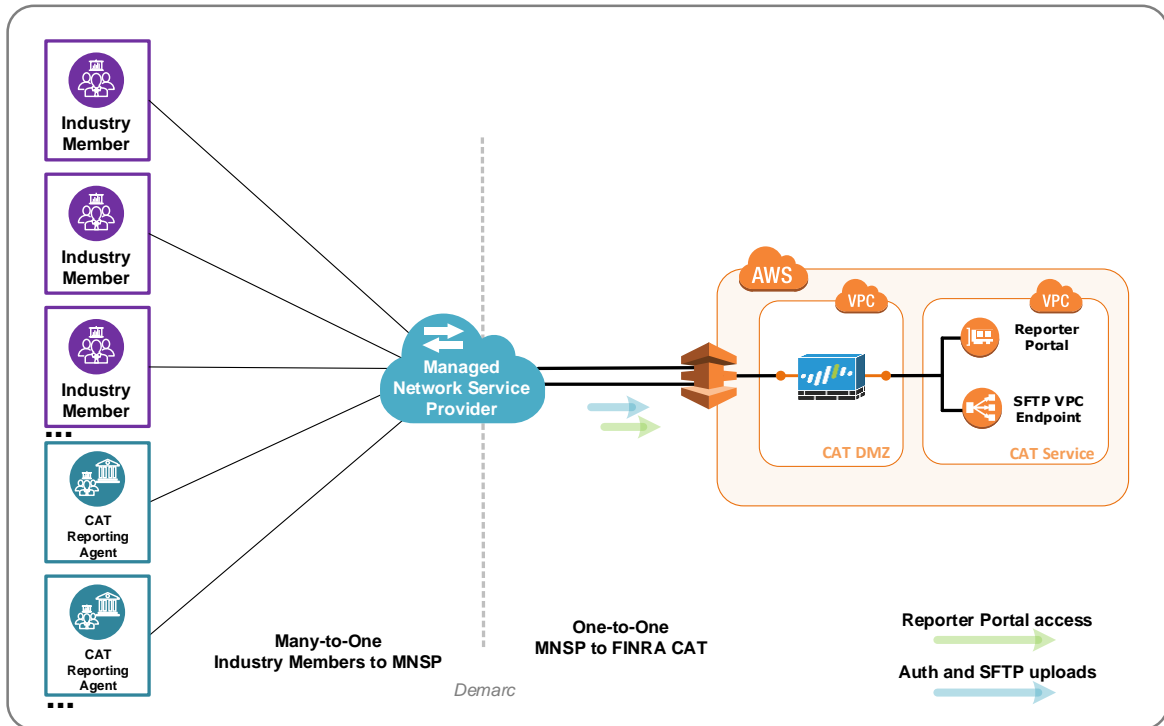 Industry
Member
Industry
Member
Industry
Member
...
CAT
Reporting
Agent
CAT
Reporting
Agent
...
Managed
Network Service
Provider
AWS
VPC
VPC
Reporter
Portal
SFTP VPC
Endpoint
CAT DMZ
CAT Service
Many-to-One
Industry Members to MNSP
One-to-One
MNSP to FINRA CAT
Demarc
Reporter Portal access
Auth and SFTP uploads